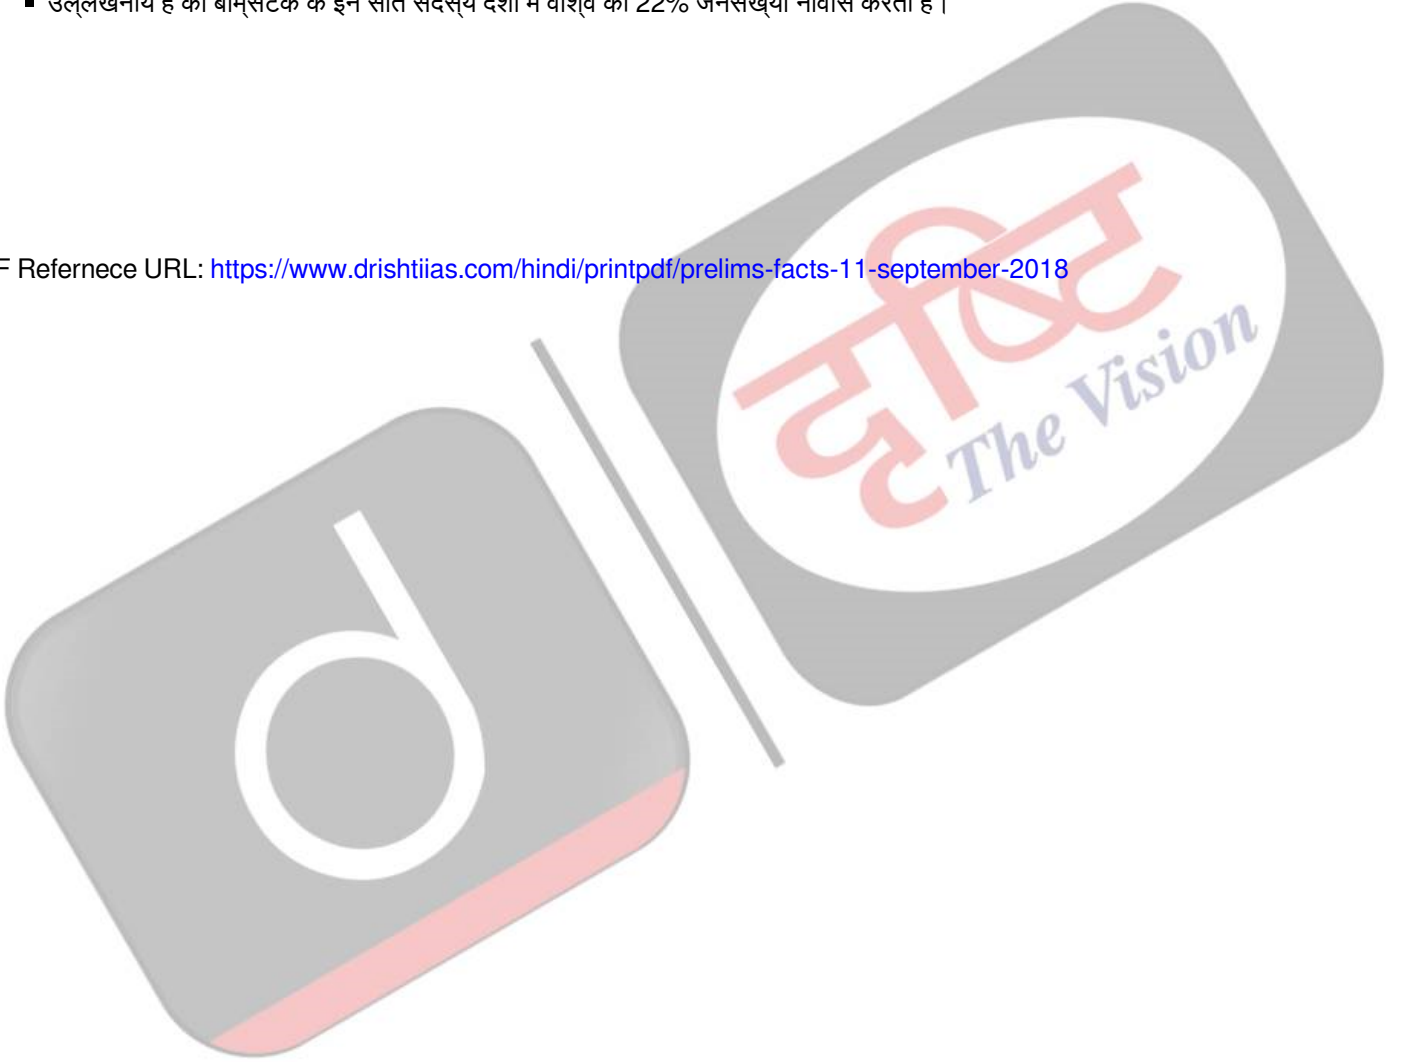 ▪ उल्लेखनीय है कि बिम्सटेक के इन सात सदस्य देशों में विश्व की 22% जनसंख्या निवास करती है।
F Refernece URL: https://www.drishtiias.com/hindi/printpdf/prelims-facts-11-september-2018
दृष्टि
The Vision
d